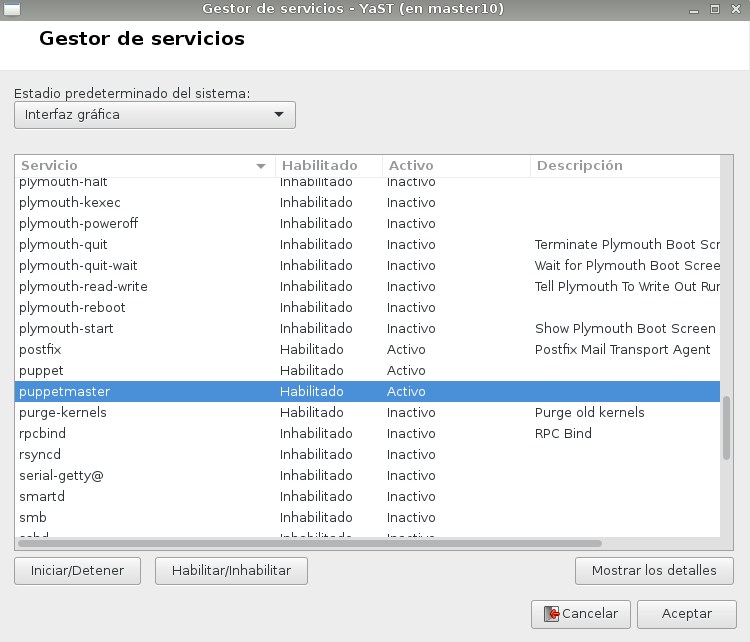 Gestor de servicios - YaST (en master10)
Gestor de servicios
Estadio predeterminado del sistema:
Interfaz gráfica
Servicio Habilitado Activo Descripción
plymouth-halt Inhabilitado Inactivo
plymouth-kexec Inhabilitado Inactivo
plymouth-poweroff Inhabilitado Inactivo
plymouth-quit Inhabilitado Inactivo Terminate Plymouth Boot Scr
plymouth-quit-wait Inhabilitado Inactivo Wait for Plymouth Boot Scree
plymouth-read-write Inhabilitado Inactivo Tell Plymouth To Write Out Rur
plymouth-reboot Inhabilitado Inactivo
plymouth-start Inhabilitado Inactivo Show Plymouth Boot Screen
postfix Habilitado Activo Postfix Mail Transport Agent
puppet Habilitado Activo
puppetmaster Habilitado Activo
purge-kernels Habilitado Inactivo Purge old kernels
rpcbind Inhabilitado Inactivo RPC Bind
rsyncd Inhabilitado Inactivo
serial-getty@ Inhabilitado Inactivo
smartd Inhabilitado Inactivo
smb Inhabilitado Inactivo
sshd Inhabilitado Inactivo
Iniciar/Detener Habilitar/Inhabilitar Mostrar los detalles
Cancelar Aceptar